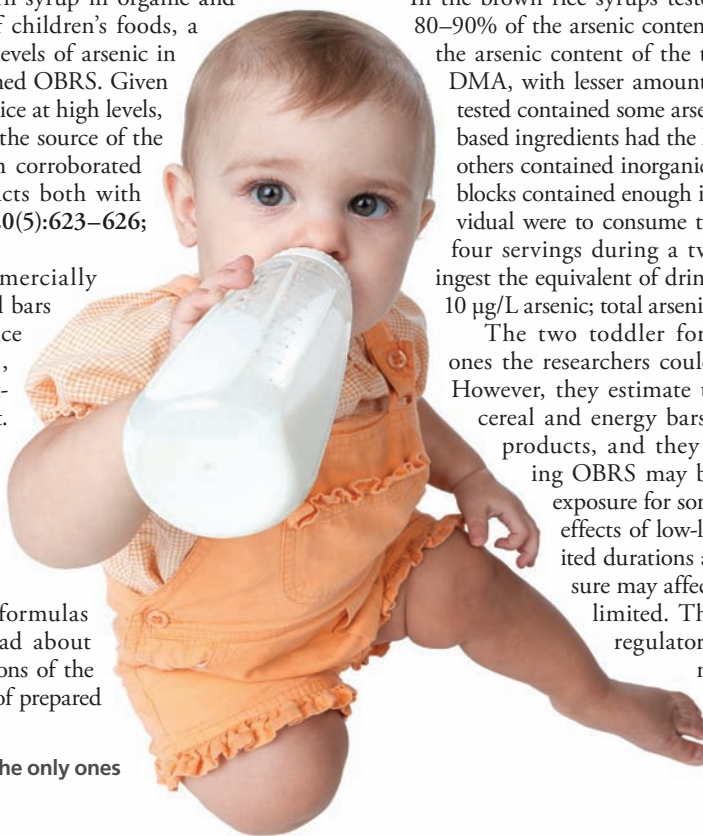 rn syrup in organic and
f children's foods, a
evels of arsenic in
ned OBRS. Given
ice at high levels,
the source of the
n corroborated
cts both with
20(5):623–626;
mercially
l bars
ce
,
-
t.
formulas
ad about
ons of the
of prepared
he only ones
In the brown rice syrups teste
80–90% of the arsenic conten
the arsenic content of the t
DMA, with lesser amount
tested contained some arse
based ingredients had the
others contained inorganic
blocks contained enough i
vidual were to consume t
four servings during a tw
ingest the equivalent of drin
10 µg/L arsenic; total arseni
The two toddler for
ones the researchers coul
However, they estimate t
cereal and energy bars
products, and they
ing OBRS may b
exposure for so
effects of low-l
ited durations a
sure may affec
limited. Th
regulator